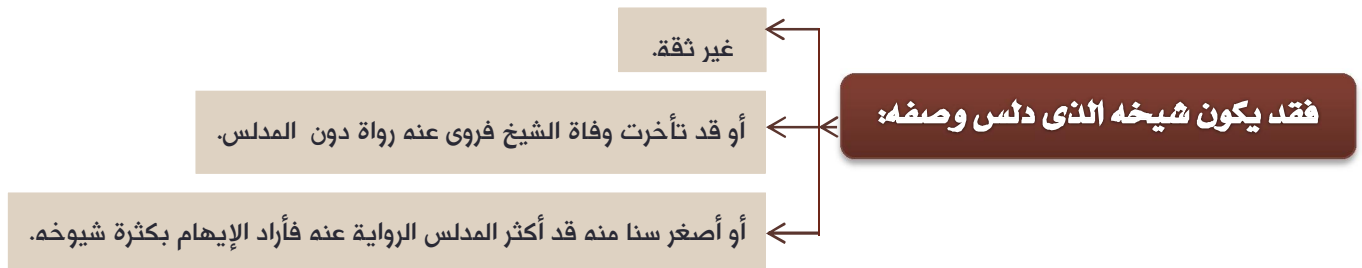 فقد يكون شيخه الذى دلس وصفه:
غير ثقة.
أو قد تأخرت وفاة الشيخ فروى عنه رواة دون المدلس.
أو أصغر سنا منه قد أكثر المدلس الرواية عنه فأراد الإيهام بكثرة شيوخه.